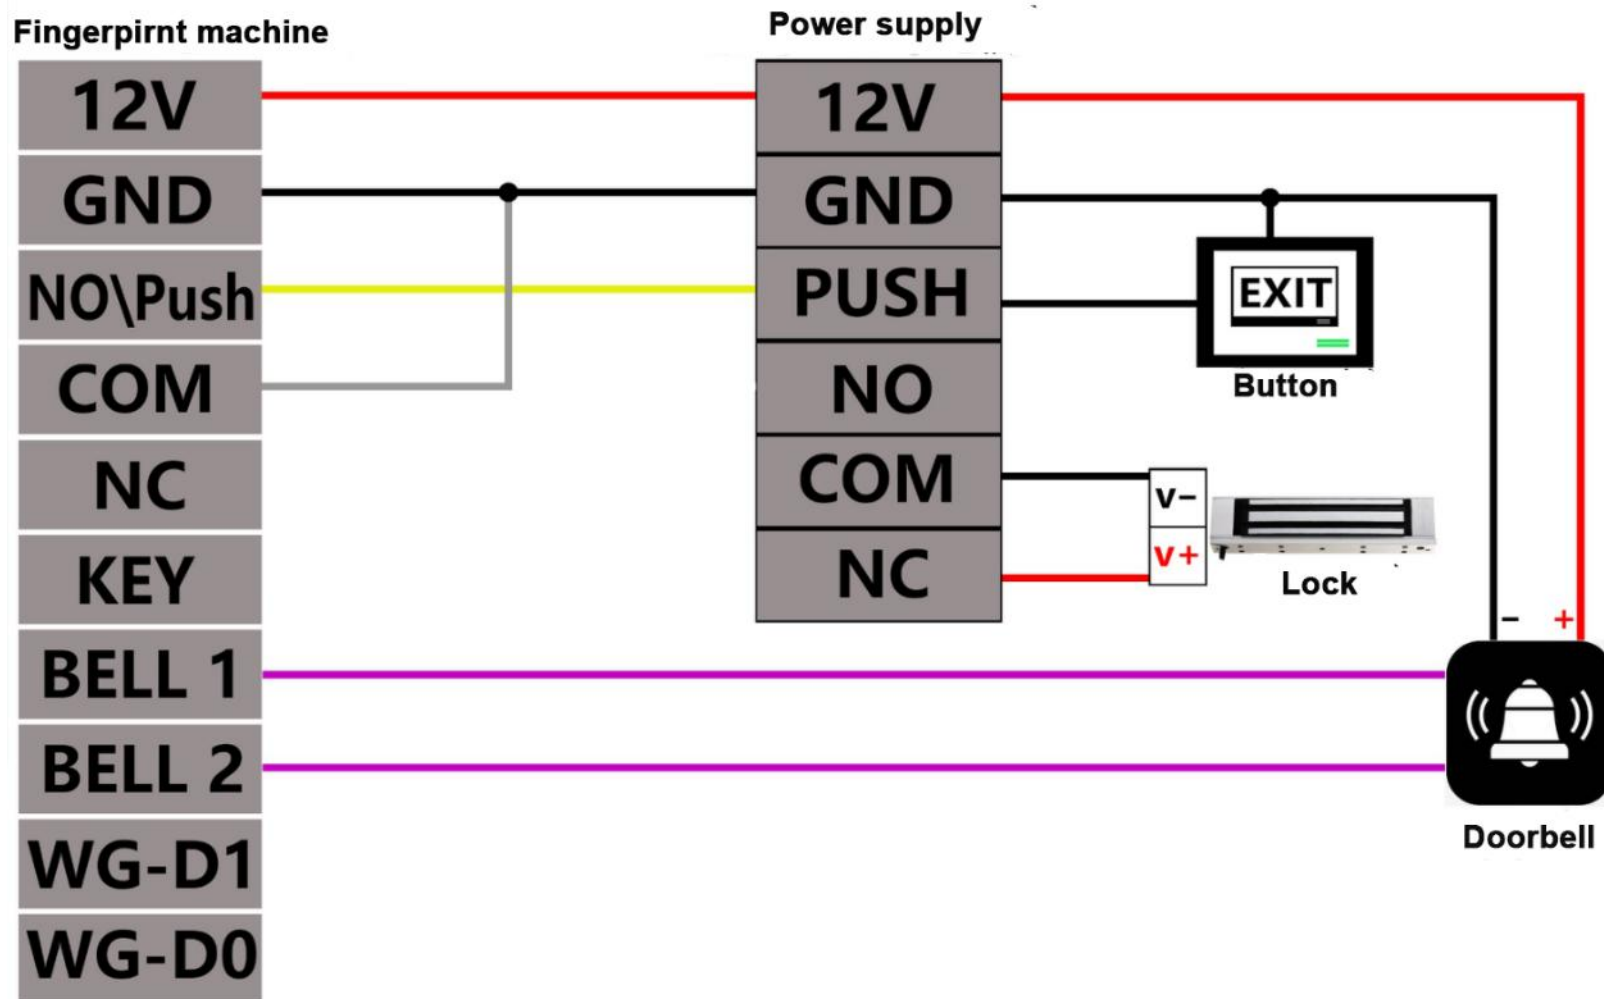 Fingerpirnt machine
12V
GND
NO\Push
COM
NC
KEY
BELL 1
BELL 2
WG-D1
WG-D0
Power supply
12V
GND
PUSH
NO
COM
NC
EXIT
Button
V−
V+
Lock
− +
Doorbell